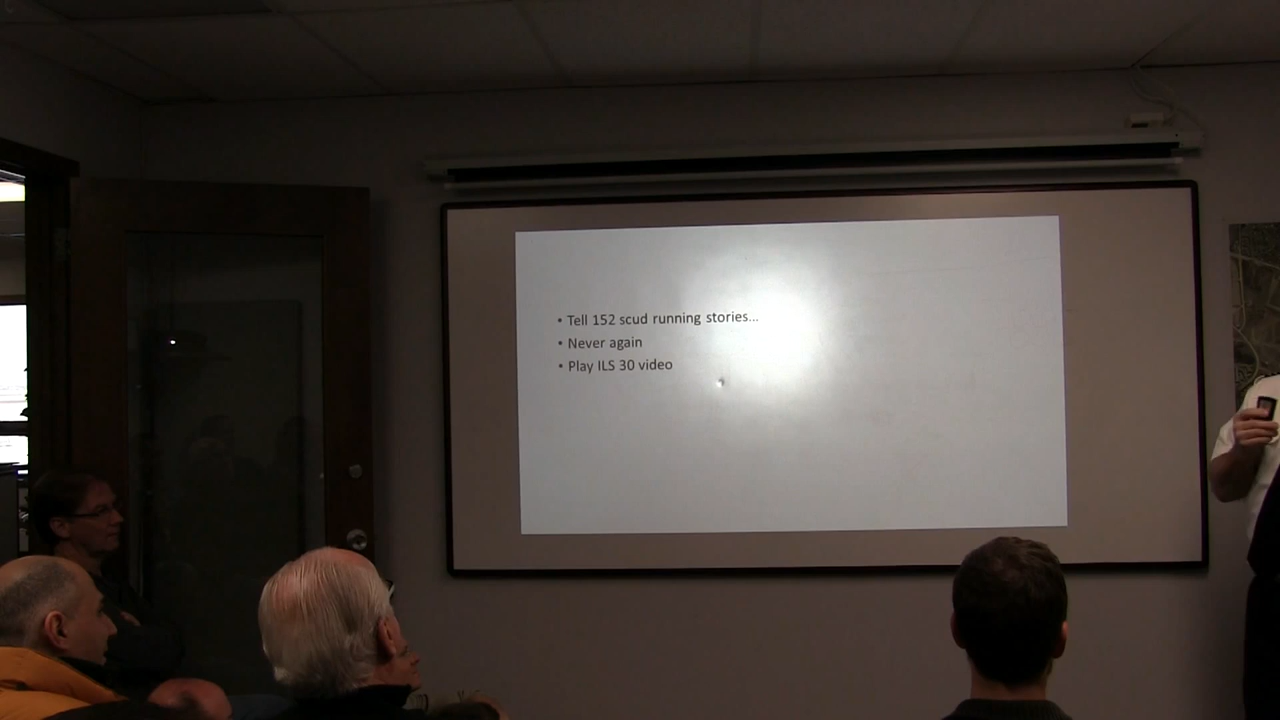 • Tell 152 scud running stories...
• Never again
• Play ILS 30 video